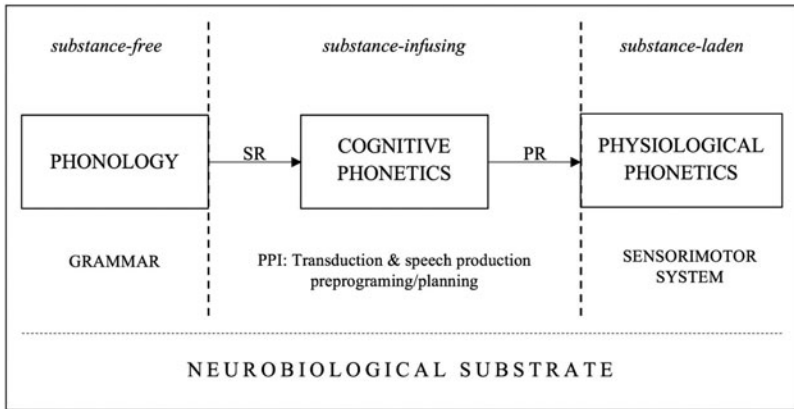 substance-free
substance-infusing
substance-laden
PHONOLOGY
SR
COGNITIVE
PHONETICS
PR
PHYSIOLOGICAL
PHONETICS
GRAMMAR
PPI: Transduction & speech production
preprograming/planning
SENSORIMOTOR
SYSTEM
NEUROBIOLOGICAL SUBSTRATE